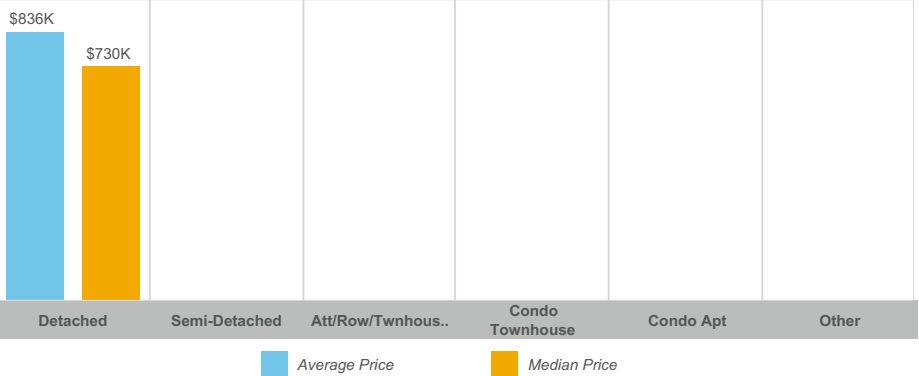 $836K
$730K
Detached
Semi-Detached
Att/Row/Twnhous..
Condo
Townhouse
Condo Apt
Other
Average Price
Median Price